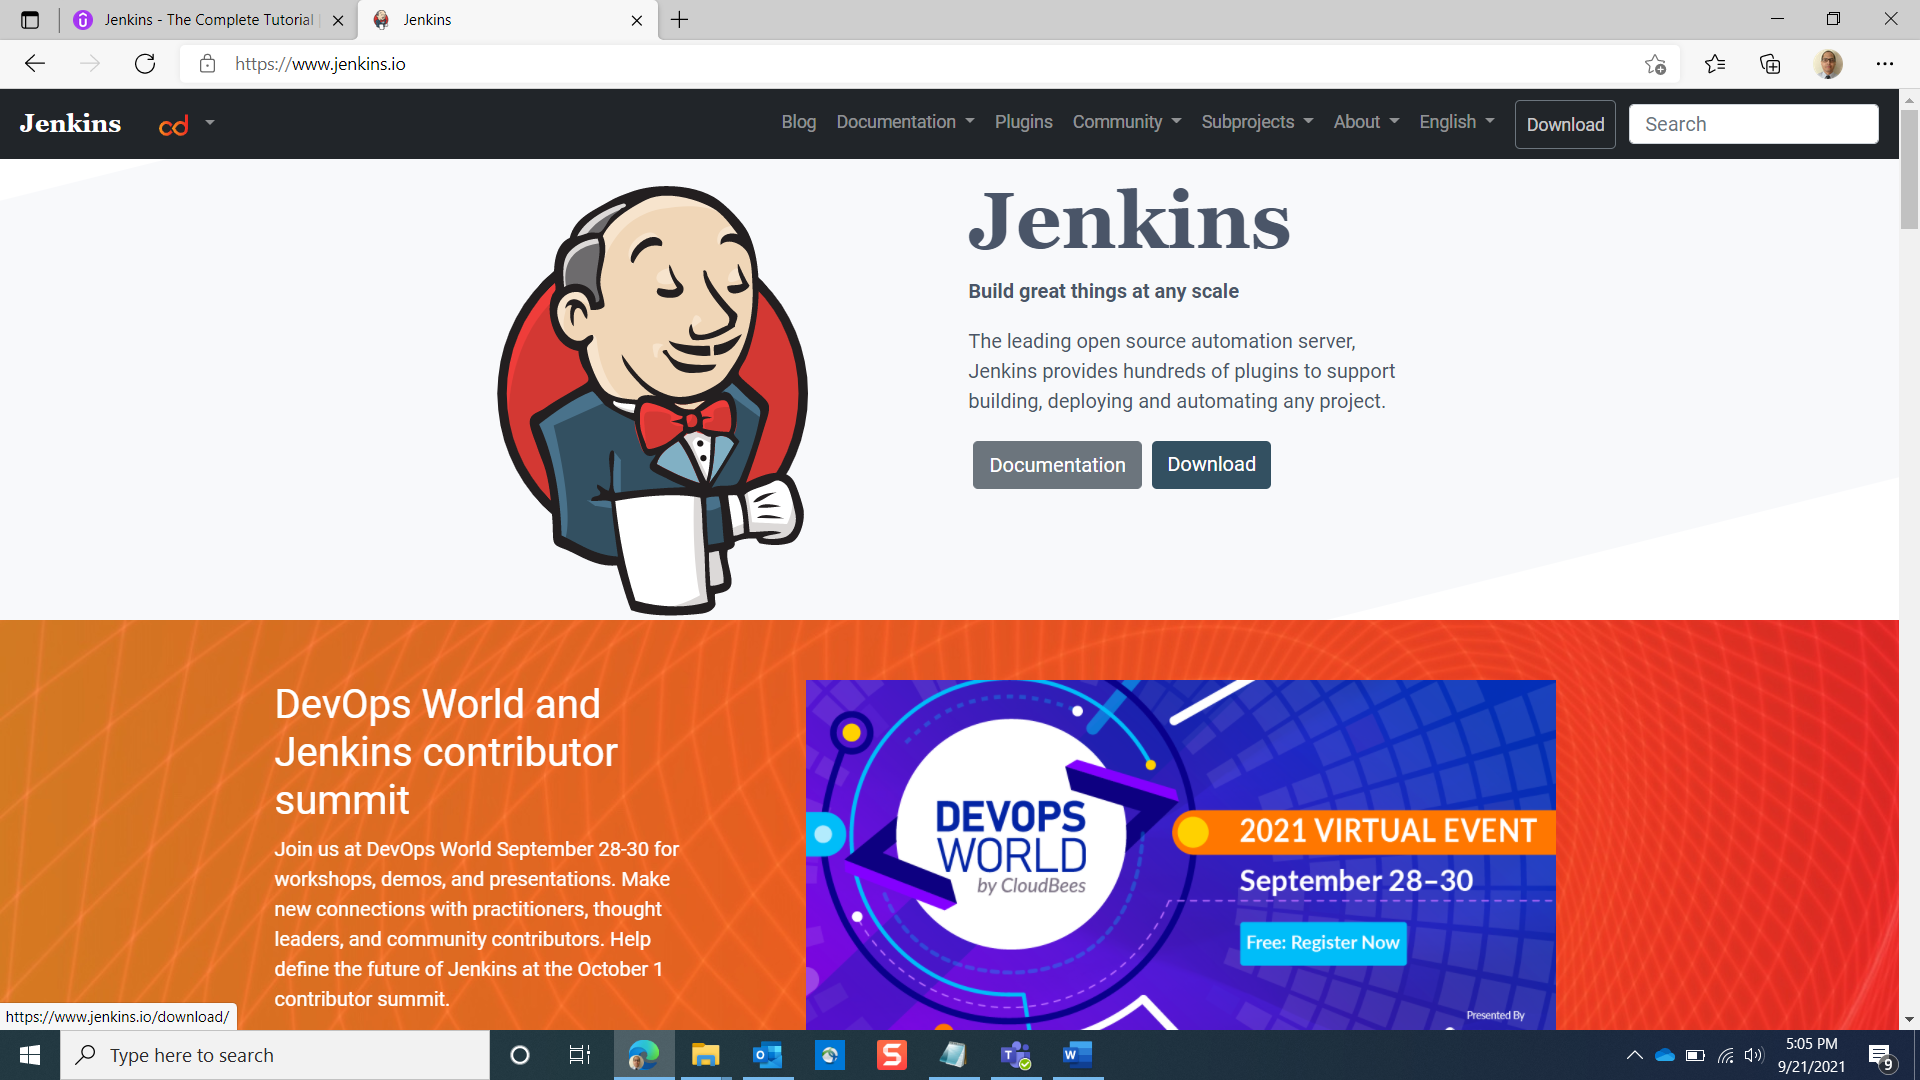 Jenkins - The Complete Tutorial
Jenkins
https://www.jenkins.io
Jenkins
cd
Blog
Documentation
Plugins
Community
Subprojects
About
English
Download
Search
Jenkins
Build great things at any scale
The leading open source automation server,
Jenkins provides hundreds of plugins to support
building, deploying and automating any project.
Documentation
Download
DevOps World and
Jenkins contributor
summit
Join us at DevOps World September 28-30 for
workshops, demos, and presentations. Make
new connections with practitioners, thought
leaders, and community contributors. Help
define the future of Jenkins at the October 1
contributor summit.
DEVOPS
WORLD
by CloudBees
2021 VIRTUAL EVENT
September 28–30
Free: Register Now
Presented By
https://www.jenkins.io/download/
Type here to search
5:05 PM
9/21/2021
9